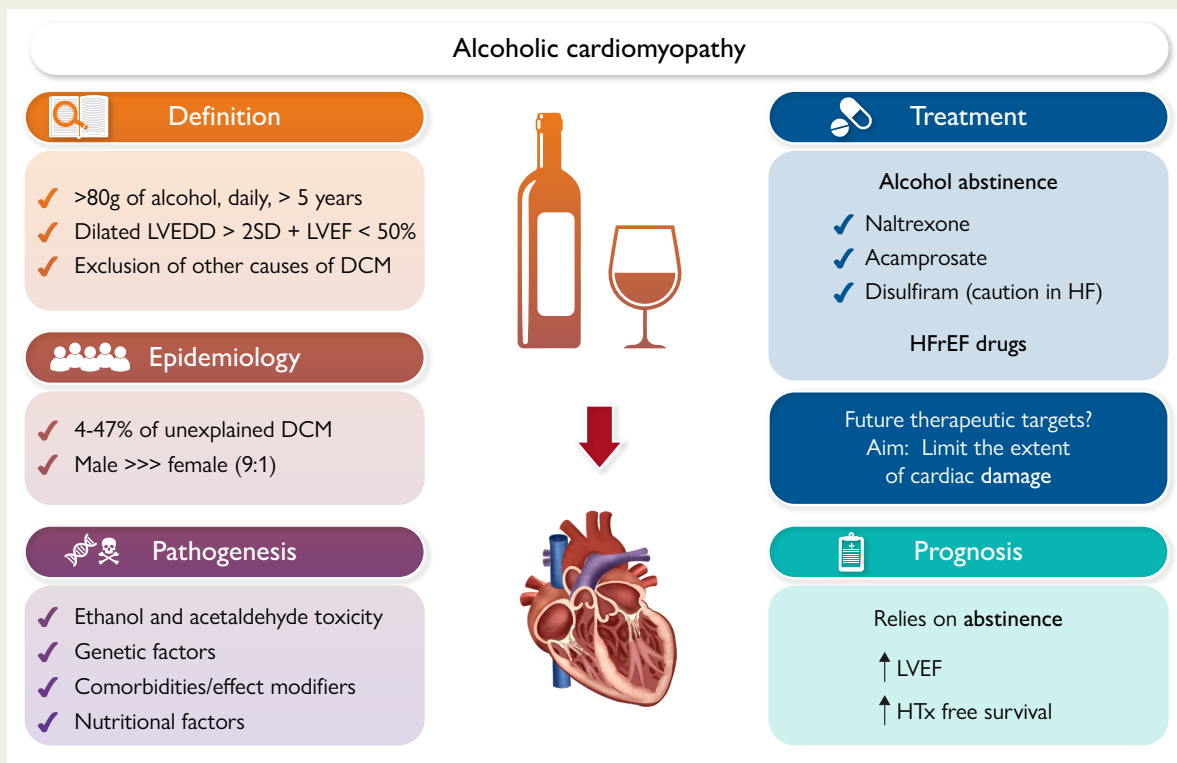 Alcoholic cardiomyopathy
Definition
>80g of alcohol, daily, > 5 years
Dilated LVEDD > 2SD + LVEF < 50%
Exclusion of other causes of DCM
Epidemiology
4-47% of unexplained DCM
Male >>> female (9:1)
Pathogenesis
Ethanol and acetaldehyde toxicity
Genetic factors
Comorbidities/effect modifiers
Nutritional factors
Treatment
Alcohol abstinence
Naltrexone
Acamprosate
Disulfiram (caution in HF)
HFrEF drugs
Future therapeutic targets?
Aim: Limit the extent
of cardiac damage
Prognosis
Relies on abstinence
↑ LVEF
↑ HTx free survival